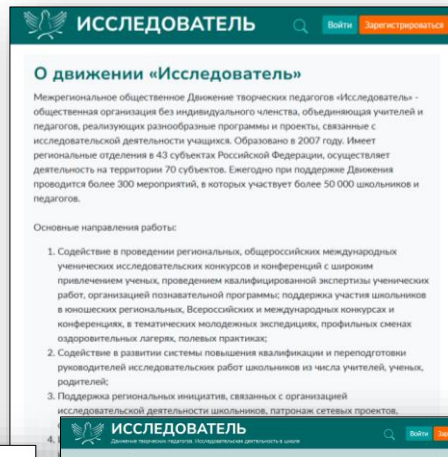 ИССЛЕДОВАТЕЛЬ
Войти
Зарегистрироваться
О движении «Исследователь»
Межрегиональное общественное Движение творческих педагогов «Исследователь» -
общественная организация без индивидуального членства, объединяющая учителей и
педагогов, реализующих разнообразные программы и проекты, связанные с
исследовательской деятельности учащихся. Образовано в 2007 году. Имеет
региональные отделения в 43 субъектах Российской Федерации, осуществляет
деятельность на территории 70 субъектов. Ежегодно при поддержке Движения
проводится более 300 мероприятий, в которых участвует более 50 000 школьников и
педагогов.
Основные направления работы:
1. Содействие в проведении региональных, общероссийских международных
ученических исследовательских конкурсов и конференций с широким
привлечением ученых, проведением квалифицированной экспертизы ученических
работ, организацией познавательной программы; поддержка участия школьников
в юношеских региональных, Всероссийских и международных конкурсах и
конференциях, в тематических молодежных экспедициях, профильных сменах
оздоровительных лагерях, полевых практиках;
2. Содействие в развитии системы повышения квалификации и переподготовки
руководителей исследовательских работ школьников из числа учителей, ученых,
родителей;
3. Поддержка региональных инициатив, связанных с организацией
исследовательской деятельности школьников, патронаж сетевых проектов,
4.
ИССЛЕДОВАТЕЛЬ
Движение творческих педагогов. Исследовательская деятельность в школе
Войти